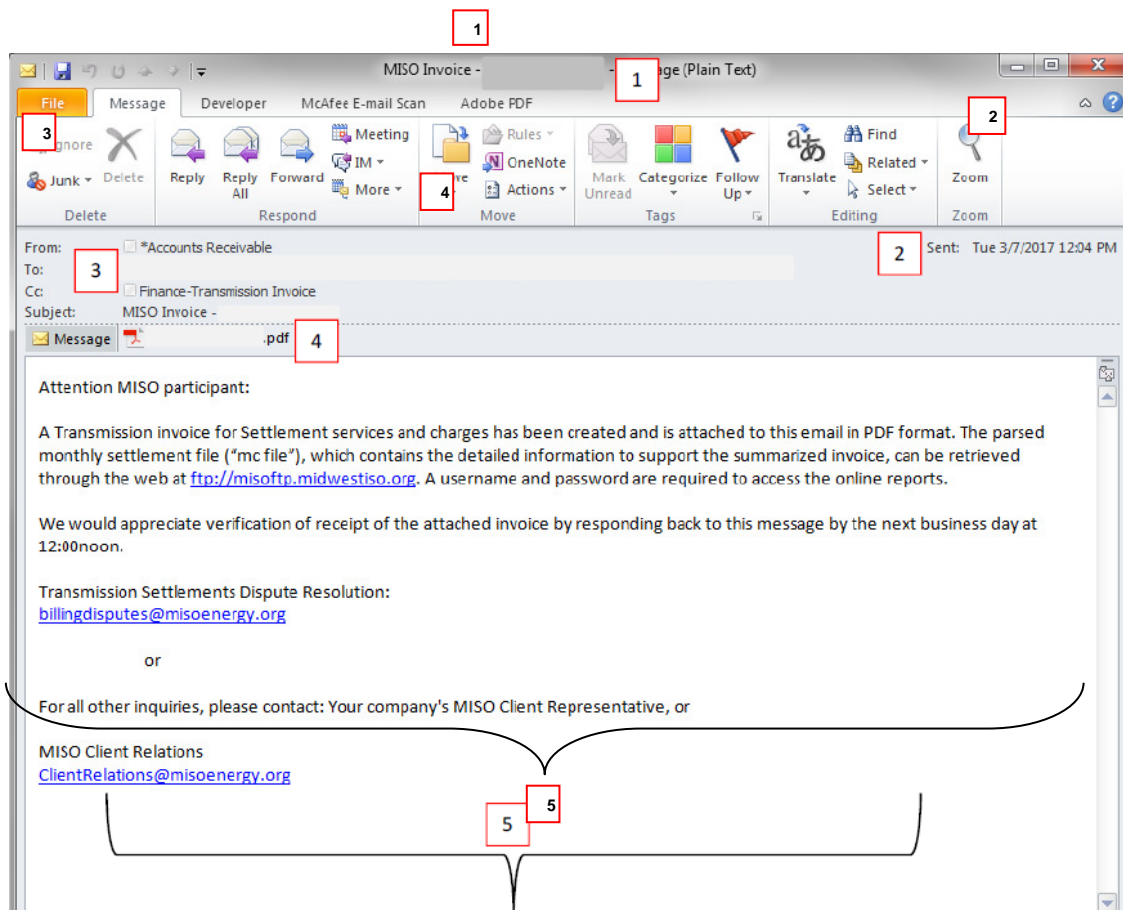 1
MISO Invoice - - age (Plain Text)
1
File Message Developer McAfee E-mail Scan Adobe PDF
3
2
Ignore
Junk
Delete
Reply
Reply All
Forward
Meeting
IM
More
4
Rules
OneNote
Actions
Mark Unread
Categorize
Follow Up
Translate
Find
Related
Select
Zoom
Delete Respond Move Tags Editing Zoom
From: *Accounts Receivable
2
Sent: Tue 3/7/2017 12:04 PM
To:
3
Cc: Finance-Transmission Invoice
Subject: MISO Invoice -
Message .pdf
4
Attention MISO participant:
A Transmission invoice for Settlement services and charges has been created and is attached to this email in PDF format. The parsed
monthly settlement file ("mc file"), which contains the detailed information to support the summarized invoice, can be retrieved
through the web at ftp://misoftp.midwestiso.org. A username and password are required to access the online reports.
We would appreciate verification of receipt of the attached invoice by responding back to this message by the next business day at
12:00noon.
Transmission Settlements Dispute Resolution:
billingdisputes@misoenergy.org
or
For all other inquiries, please contact: Your company's MISO Client Representative, or
MISO Client Relations
ClientRelations@misoenergy.org
5
5